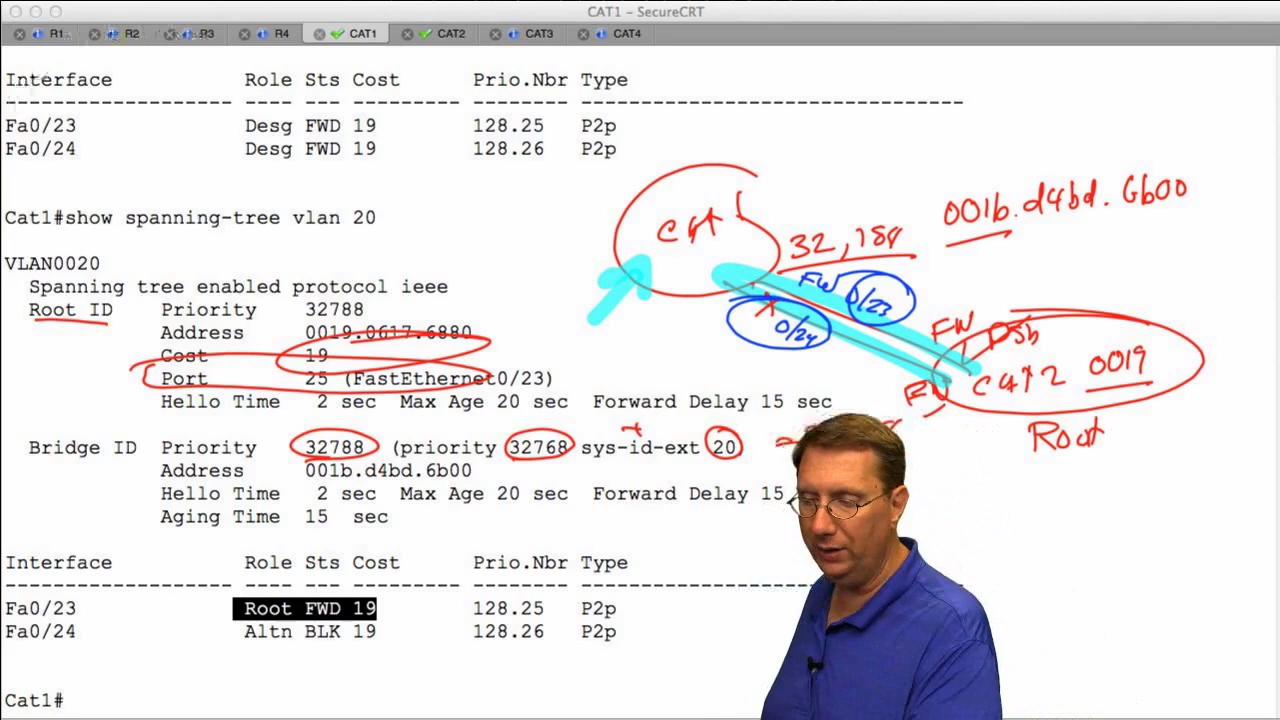 CAT1 – SecureCRT
R1 R2 R3 R4 CAT1 CAT2 CAT3 CAT4
Interface Role Sts Cost Prio.Nbr Type
------------------- ---- --- --------- -------- --------------------------------
Fa0/23 Desg FWD 19 128.25 P2p
Fa0/24 Desg FWD 19 128.26 P2p
Cat1#show spanning-tree vlan 20
VLAN0020
Spanning tree enabled protocol ieee
Root ID Priority 32788
Address 0019.0617.6880
Cost 19
Port 25 (FastEthernet0/23)
Hello Time 2 sec Max Age 20 sec Forward Delay 15 sec
Bridge ID Priority 32788 (priority 32768 sys-id-ext 20
Address 001b.d4bd.6b00
Hello Time 2 sec Max Age 20 sec Forward Delay 15
Aging Time 15 sec
Interface Role Sts Cost Prio.Nbr Type
------------------- ---- --- --------- -------- --------------------------------
Fa0/23 Root FWD 19 128.25 P2p
Fa0/24 Altn BLK 19 128.26 P2p
Cat1#
Cat 1
001b.d4bd.6b00
FW 0/23
0/24
FW
Cat 2 0019
Root